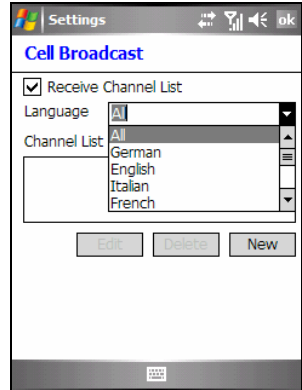 Settings
ok
Cell Broadcast
Receive Channel List
Language All
Channel List
All
German
English
Italian
French
Edit Delete New